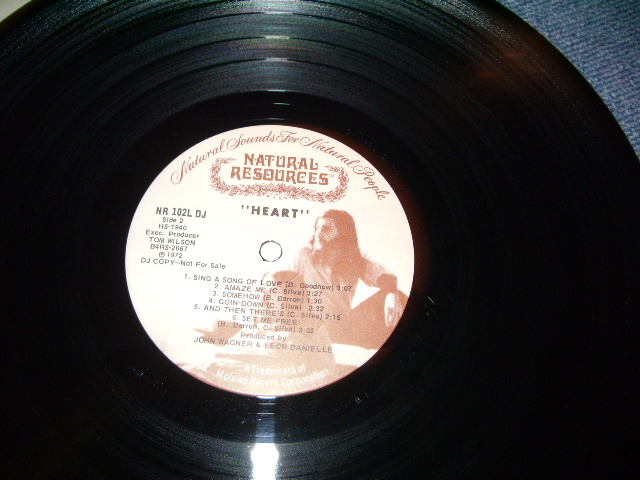 Natural Sounds For Natural People
NATURAL
RESOURCES
NR 102L DJ
Side 2
HS-1940
Exec. Producer
TOM WILSON
B4RS-2667
℗ 1972
DJ COPY—Not For Sale
"HEART"
1. SING A SONG OF LOVE (B. Goodnow) 3:07
2. AMAZE ME (C. Silva) 3:27
3. SOMEHOW (B. Barron) 1:30
4. GOIN-DOWN (C. Silva) 2:32
5. AND THEN THERE'S (C. Silva) 2:15
6. SET ME FREE
(B. Barron, C. Silva) 3:02
Produced by
JOHN WAGNER & LEOR DANIELLE
A Trademark of
Motown Record Corporation